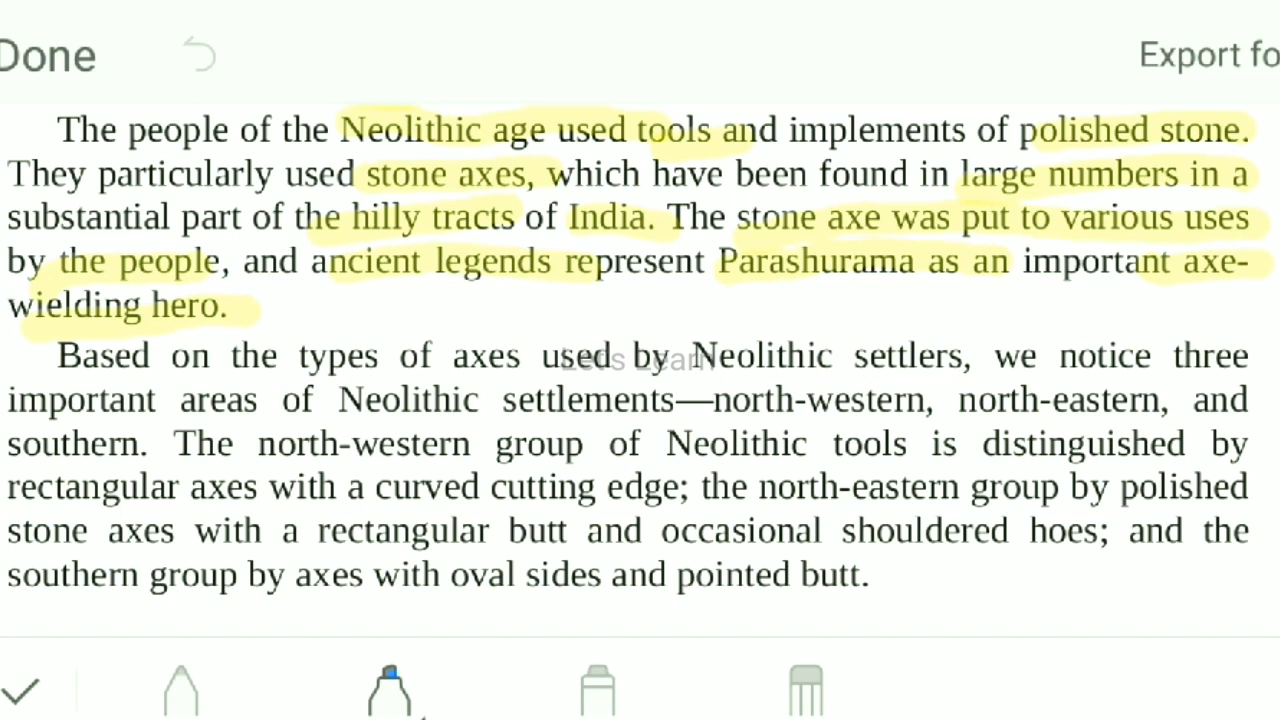 Done
Export fo
The people of the Neolithic age used tools and implements of polished stone.
They particularly used stone axes, which have been found in large numbers in a
substantial part of the hilly tracts of India. The stone axe was put to various uses
by the people, and ancient legends represent Parashurama as an important axe-
wielding hero.
Based on the types of axes used by Neolithic settlers, we notice three
Let's Learn
important areas of Neolithic settlements—north-western, north-eastern, and
southern. The north-western group of Neolithic tools is distinguished by
rectangular axes with a curved cutting edge; the north-eastern group by polished
stone axes with a rectangular butt and occasional shouldered hoes; and the
southern group by axes with oval sides and pointed butt.